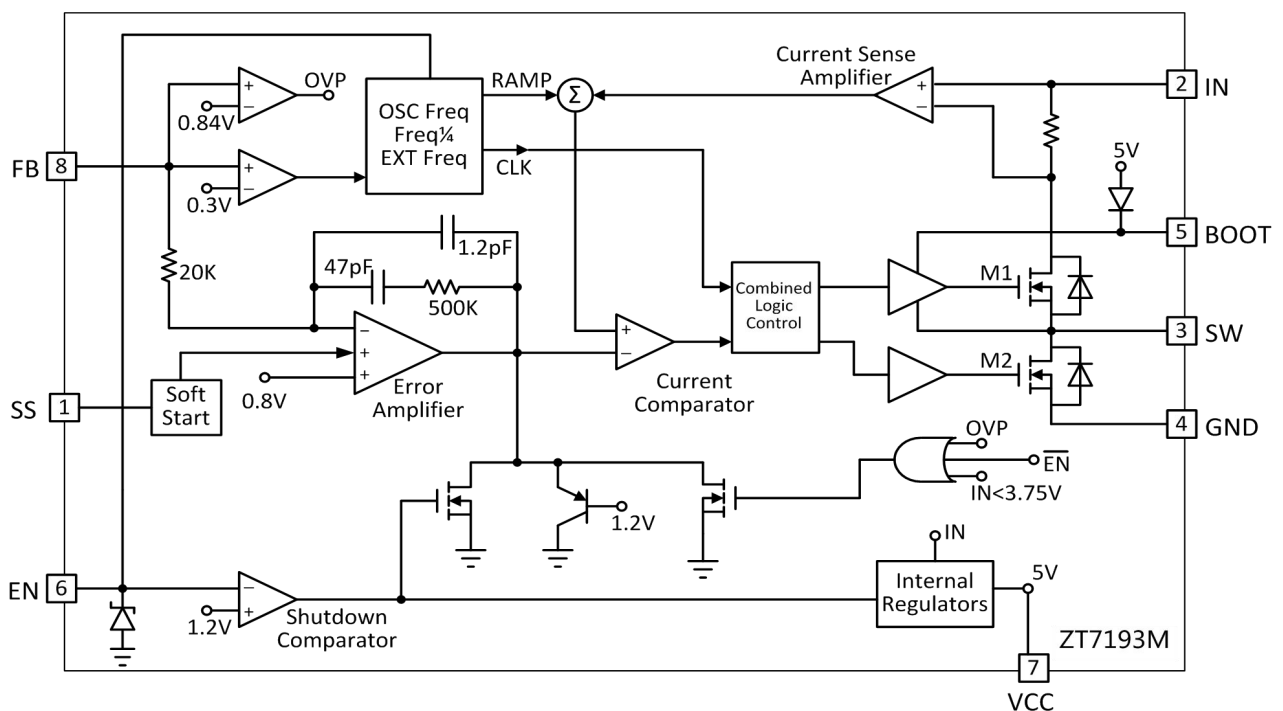 Current Sense
Amplifier
2
IN
+
−
OVP
+
−
0.84V
OSC Freq
Freq¼
EXT Freq
RAMP
Σ
CLK
FB
8
+
−
0.3V
5V
5
BOOT
20K
1.2pF
47pF
500K
Combined
Logic
Control
M1
3
SW
−
+
+
Error
Amplifier
0.8V
+
−
Current
Comparator
M2
Soft
Start
SS
1
4
GND
OVP
EN
IN<3.75V
1.2V
IN
Internal
Regulators
5V
EN
6
−
+
1.2V
Shutdown
Comparator
ZT7193M
7
VCC